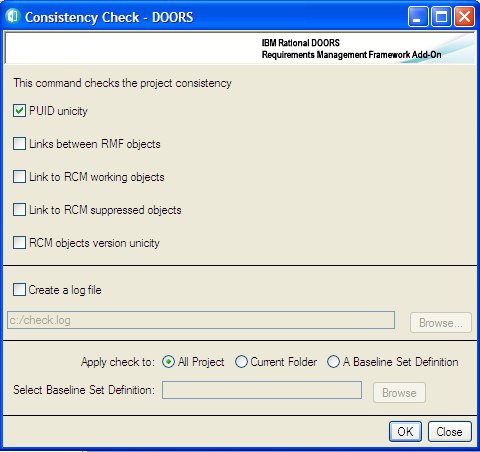 Consistency Check - DOORS
IBM Rational DOORS
Requirements Management Framework Add-On
This command checks the project consistency
PUID unicity
Links between RMF objects
Link to RCM working objects
Link to RCM suppressed objects
RCM objects version unicity
Create a log file
c:/check.log
Browse...
Apply check to: All Project Current Folder A Baseline Set Definition
Select Baseline Set Definition: Browse
OK Close